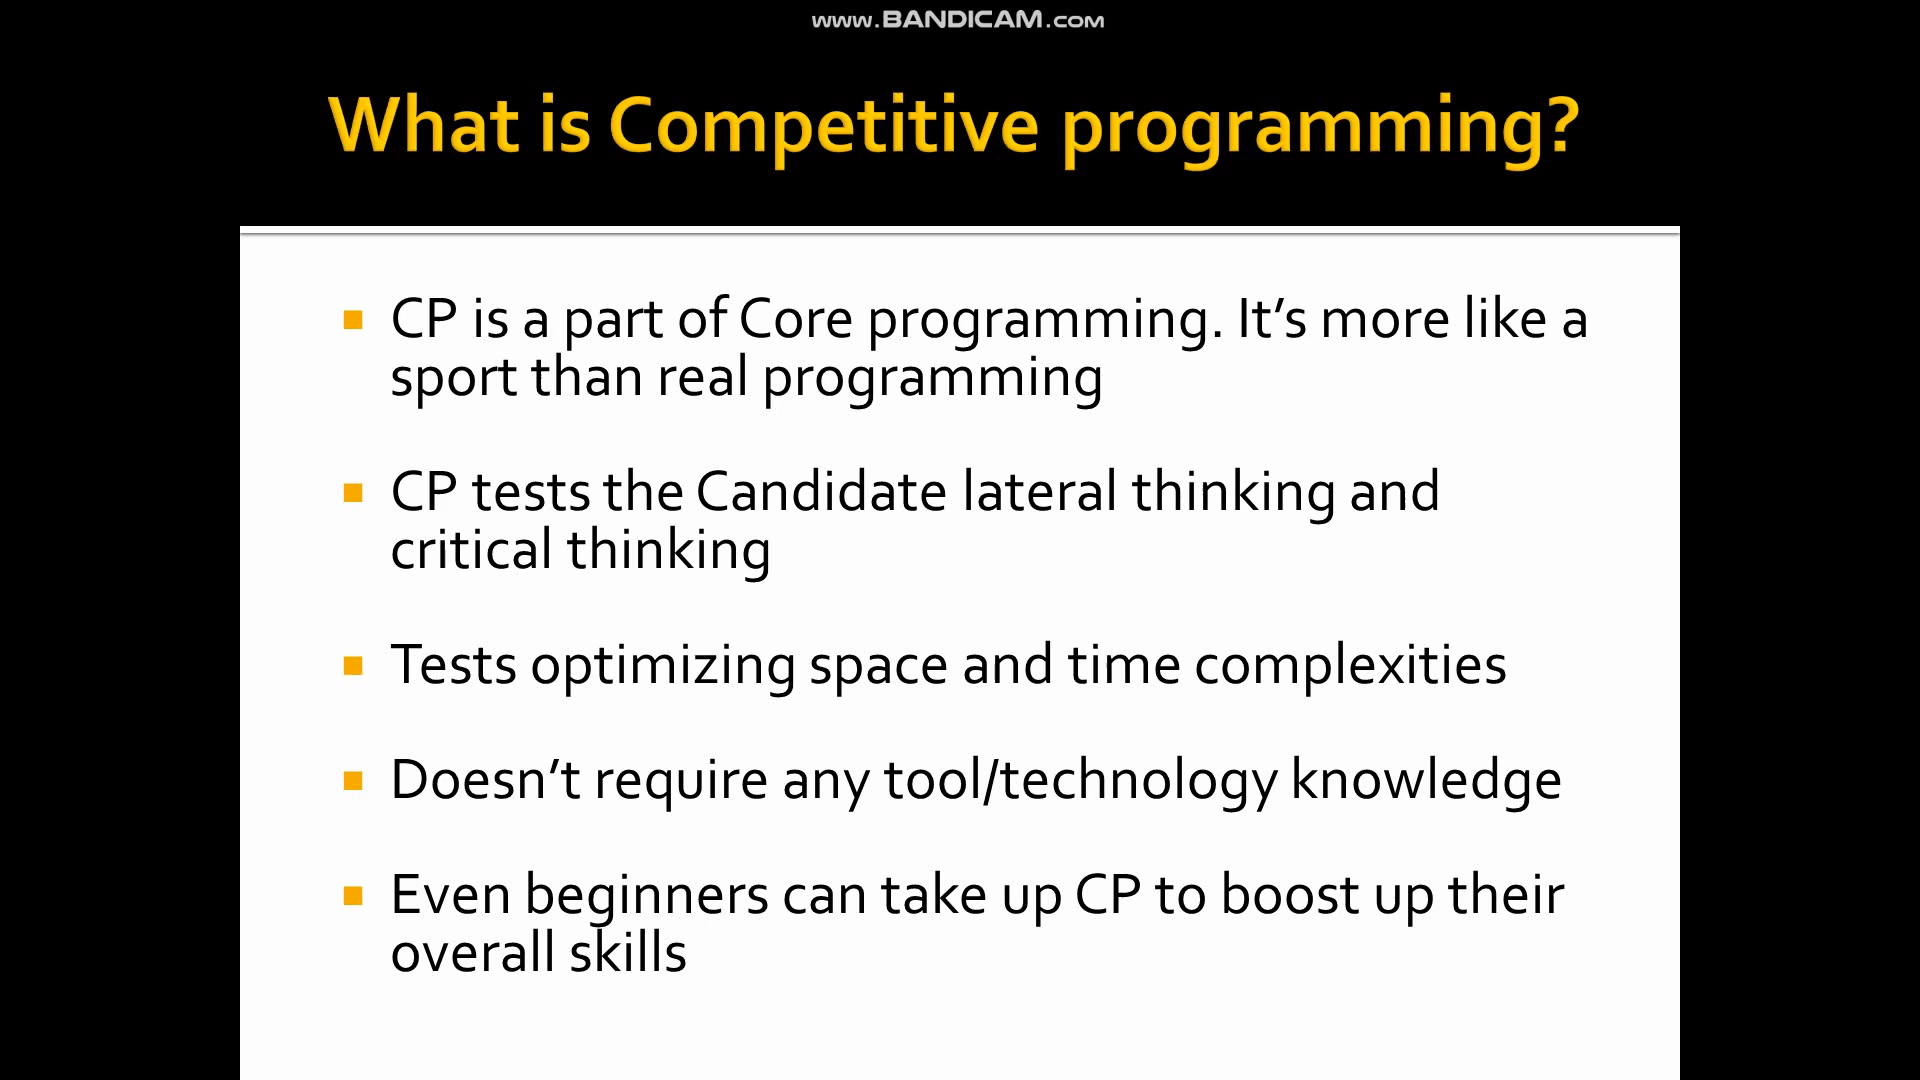 www.BANDICAM.com
What is Competitive programming?
CP is a part of Core programming. It’s more like a
sport than real programming
CP tests the Candidate lateral thinking and
critical thinking
Tests optimizing space and time complexities
Doesn’t require any tool/technology knowledge
Even beginners can take up CP to boost up their
overall skills